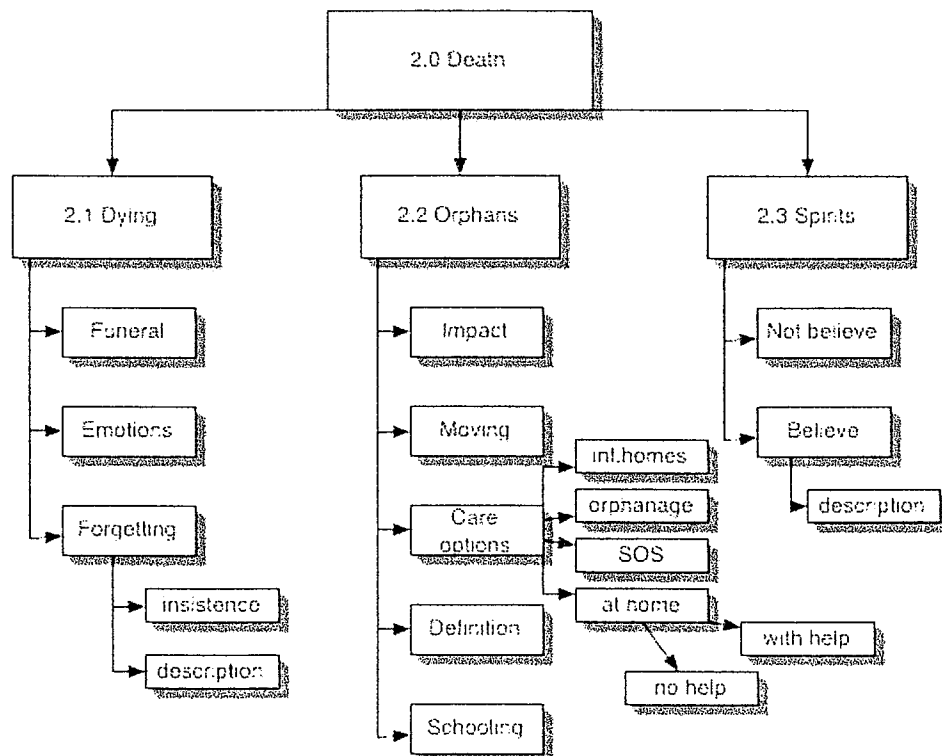 2.0 Death
2.1 Dying
Funeral
Emotions
Forgetting
insistence
description
2.2 Orphans
Impact
Moving
Care
options
int.homes
orphanage
SOS
at home
with help
no help
Definition
Schooling
2.3 Spirits
Not believe
Believe
description